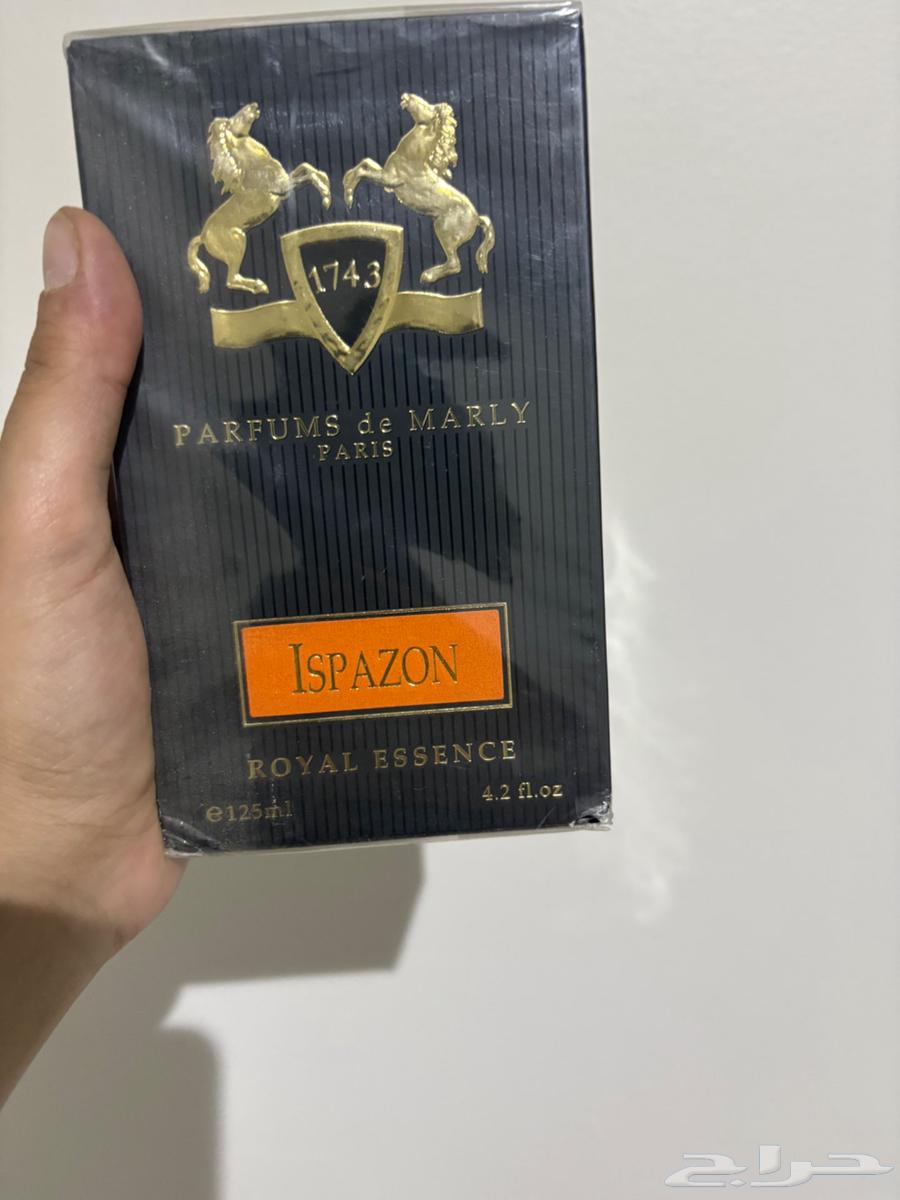 1743
PARFUMS de MARLY
PARIS
ISPAZON
ROYAL ESSENCE
4.2 fl.oz
e125ml
حراج